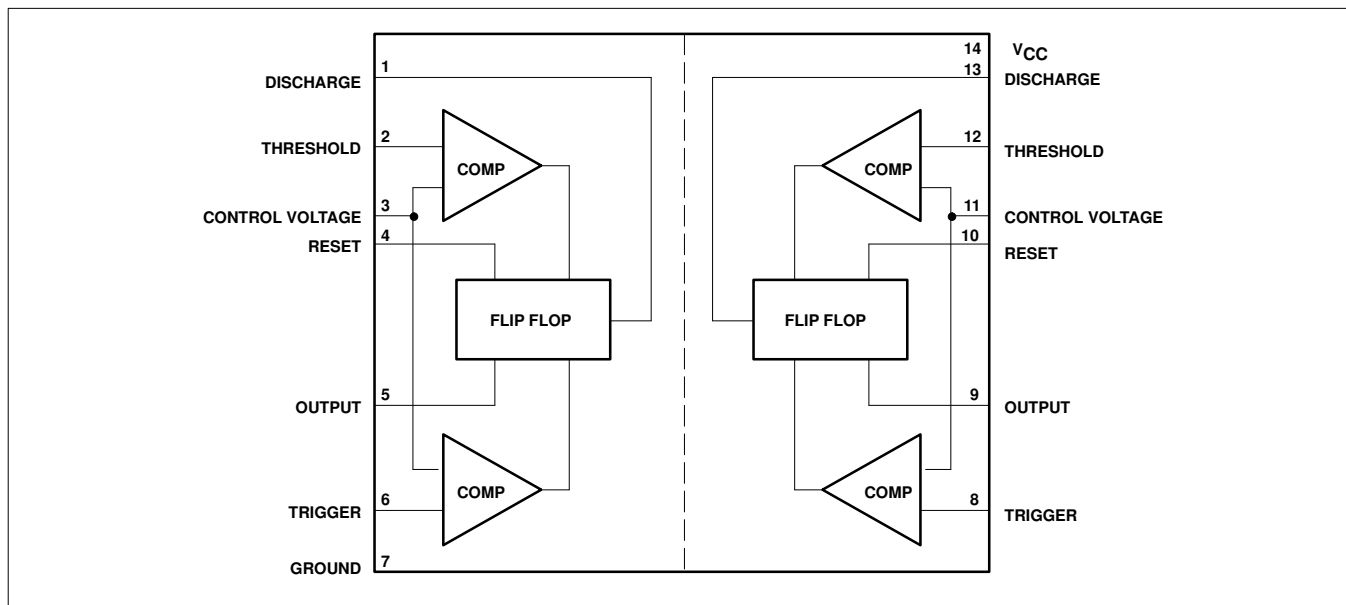 1
DISCHARGE
2
THRESHOLD
COMP
3
CONTROL VOLTAGE
4
RESET
FLIP FLOP
5
OUTPUT
COMP
6
TRIGGER
7
GROUND
14 VCC
13
DISCHARGE
12
THRESHOLD
COMP
11
CONTROL VOLTAGE
10
RESET
FLIP FLOP
9
OUTPUT
COMP
8
TRIGGER